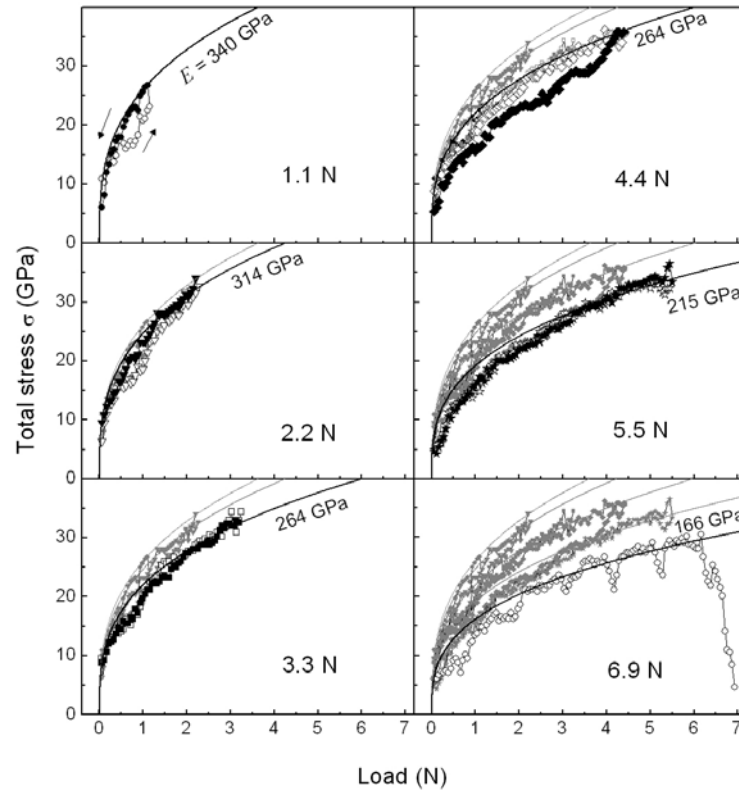 Total stress σ (GPa)
Load (N)
30
20
10
0
E = 340 GPa
1.1 N
264 GPa
4.4 N
30
20
10
0
314 GPa
2.2 N
215 GPa
5.5 N
30
20
10
0
264 GPa
3.3 N
166 GPa
6.9 N
0 1 2 3 4 5 6 7
0 1 2 3 4 5 6 7